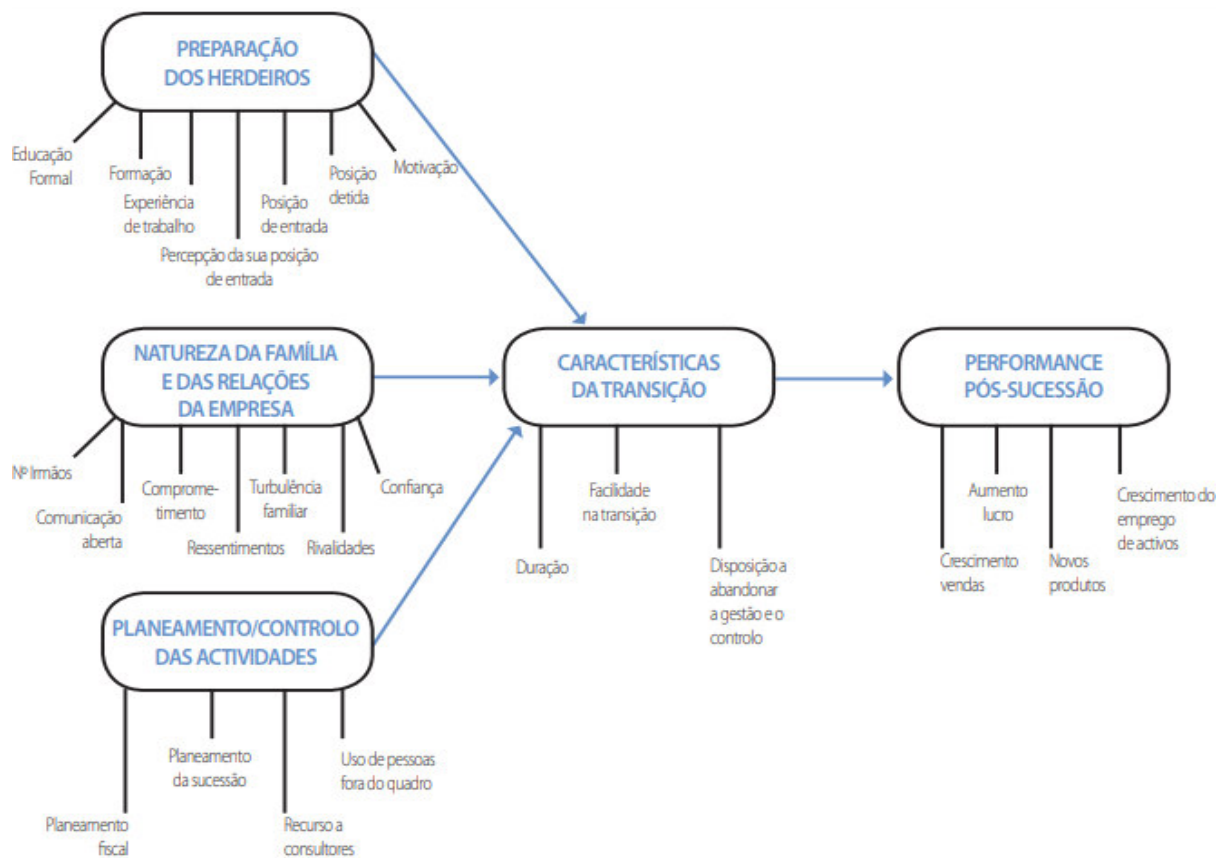 PREPARAÇÃO
DOS HERDEIROS
Educação
Formal
Formação
Experiência
de trabalho
Percepção da sua posição
de entrada
Posição
de entrada
Posição
detida
Motivação
NATUREZA DA FAMÍLIA
E DAS RELAÇÕES
DA EMPRESA
Nº Irmãos
Comunicação
aberta
Comprome-
timento
Ressentimentos
Turbulência
familiar
Rivalidades
Confiança
PLANEAMENTO/CONTROLO
DAS ACTIVIDADES
Planeamento
fiscal
Planeamento
da sucessão
Recurso a
consultores
Uso de pessoas
fora do quadro
CARACTERÍSTICAS
DA TRANSIÇÃO
Duração
Facilidade
na transição
Disposição a
abandonar
a gestão e o
controlo
PERFORMANCE
PÓS-SUCESSÃO
Crescimento
vendas
Aumento
lucro
Novos
produtos
Crescimento do
emprego
de activos